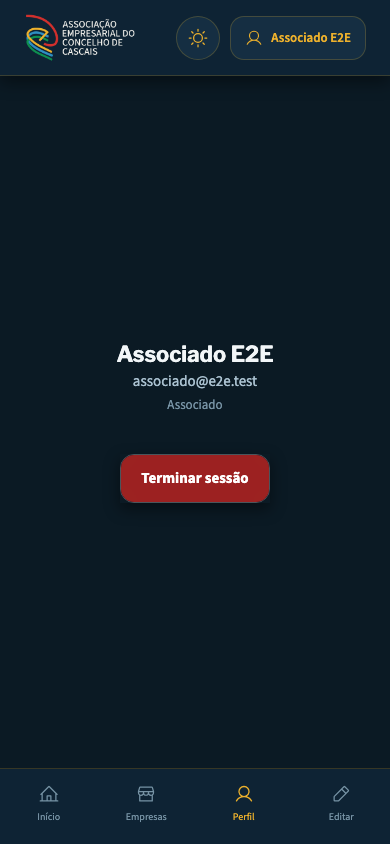 ASSOCIAÇÃO
EMPRESARIAL DO
CONCELHO DE
CASCAIS
Associado E2E
Associado E2E
associado@e2e.test
Associado
Terminar sessão
Início
Empresas
Perfil
Editar